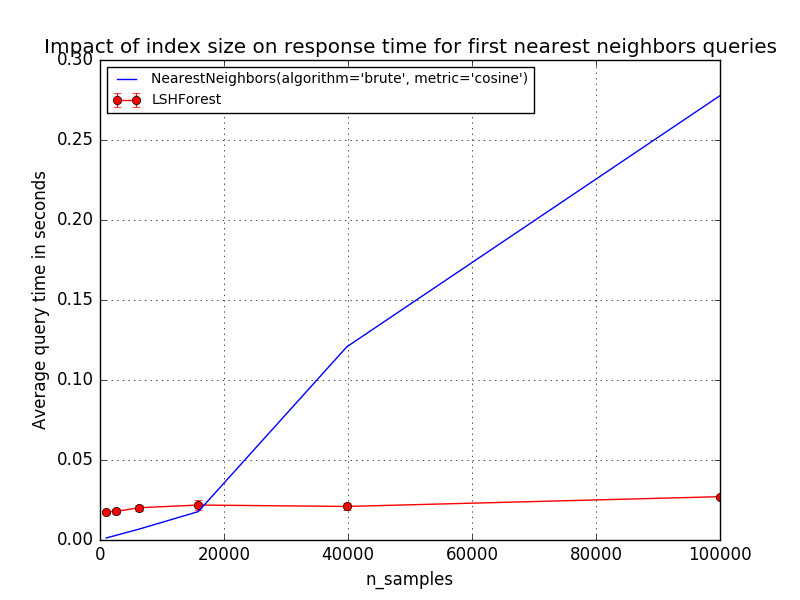 Impact of index size on response time for first nearest neighbors queries
NearestNeighbors(algorithm='brute', metric='cosine')
LSHForest
Average query time in seconds
0.30
0.25
0.20
0.15
0.10
0.05
0.00
0 20000 40000 60000 80000 100000
n_samples